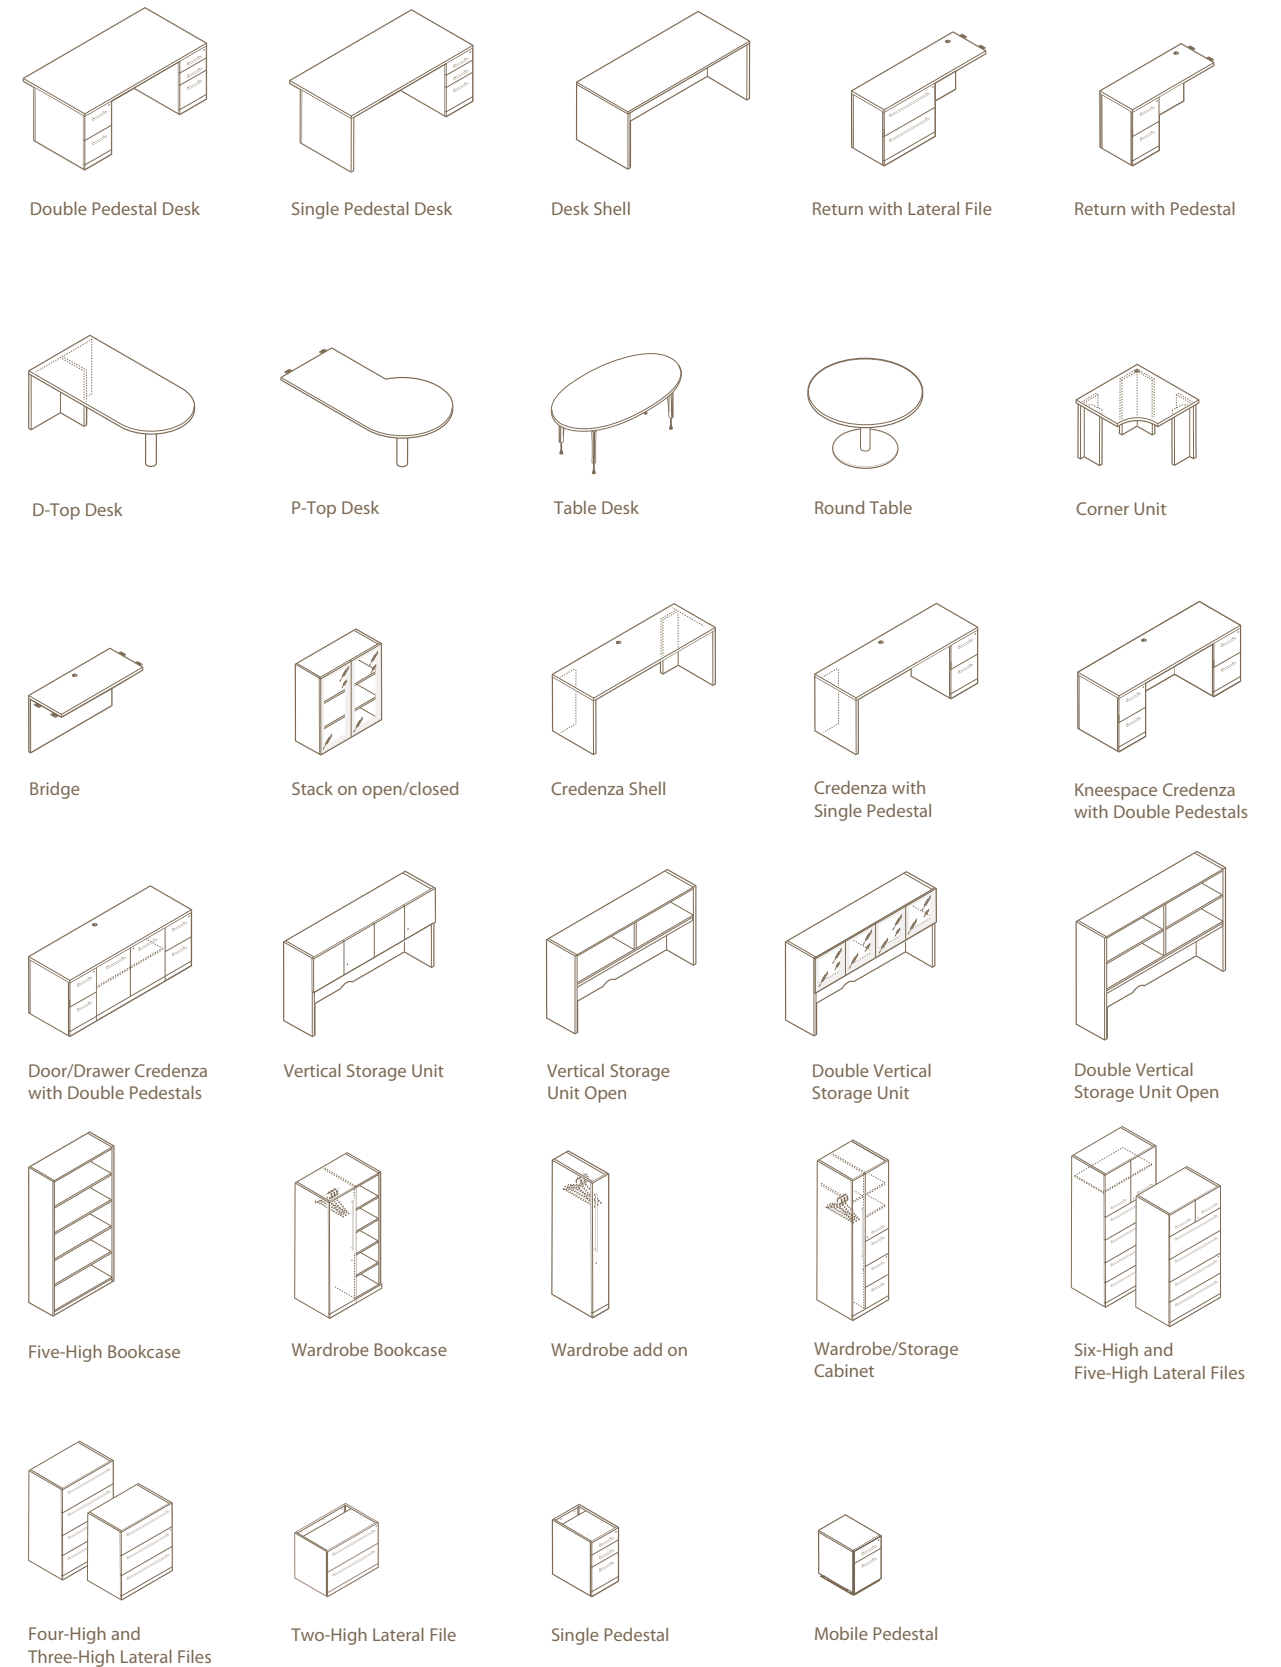 Double Pedestal Desk
Single Pedestal Desk
Desk Shell
Return with Lateral File
Return with Pedestal
D-Top Desk
P-Top Desk
Table Desk
Round Table
Corner Unit
Bridge
Stack on open/closed
Credenza Shell
Credenza with
Single Pedestal
Kneespace Credenza
with Double Pedestals
Door/Drawer Credenza
with Double Pedestals
Vertical Storage Unit
Vertical Storage
Unit Open
Double Vertical
Storage Unit
Double Vertical
Storage Unit Open
Five-High Bookcase
Wardrobe Bookcase
Wardrobe add on
Wardrobe/Storage
Cabinet
Six-High and
Five-High Lateral Files
Four-High and
Three-High Lateral Files
Two-High Lateral File
Single Pedestal
Mobile Pedestal